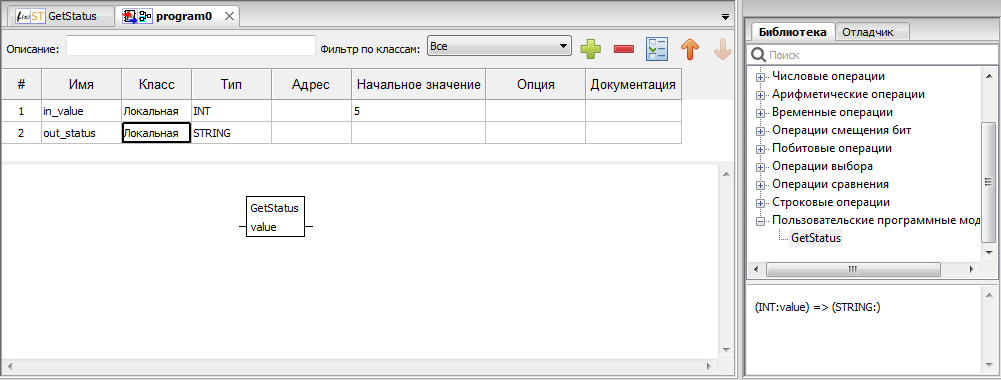 f(x) ST GetStatus
program0
Описание:
Фильтр по классам:
Все
# Имя Класс Тип Адрес Начальное значение Опция Документация
1 in_value Локальная INT 5
2 out_status Локальная STRING
GetStatus
value
Библиотека Отладчик
Поиск
Числовые операции
Арифметические операции
Временные операции
Операции смещения бит
Побитовые операции
Операции выбора
Операции сравнения
Строковые операции
Пользовательские программные мод
GetStatus
(INT:value) => (STRING:)